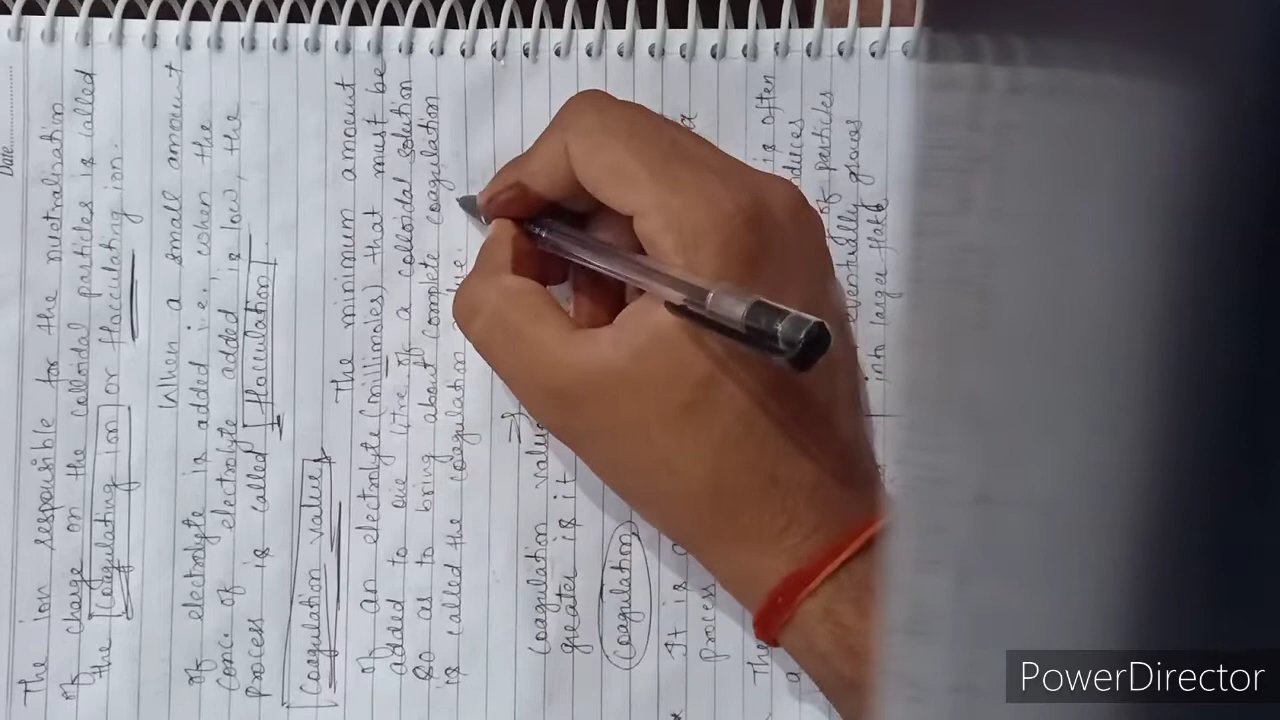 Date
The ion responsible for the neutralisation
of charge on the colloidal particles is called
the coagulating ion or flocculating ion.
When a small amount
of electrolyte is added i.e. when the
conc. of electrolyte added is low, the
process is called flocculation
Coagulation value
The minimum amount
of an electrolyte (millimoles) that must be
added to one litre of a colloidal solution
so as to bring about complete coagulation
is called the coagulation
Coagulation value
greater is it
Coagulation
It is a
process
The is often
a
of particles
eventually grows
into larger flat
PowerDirector